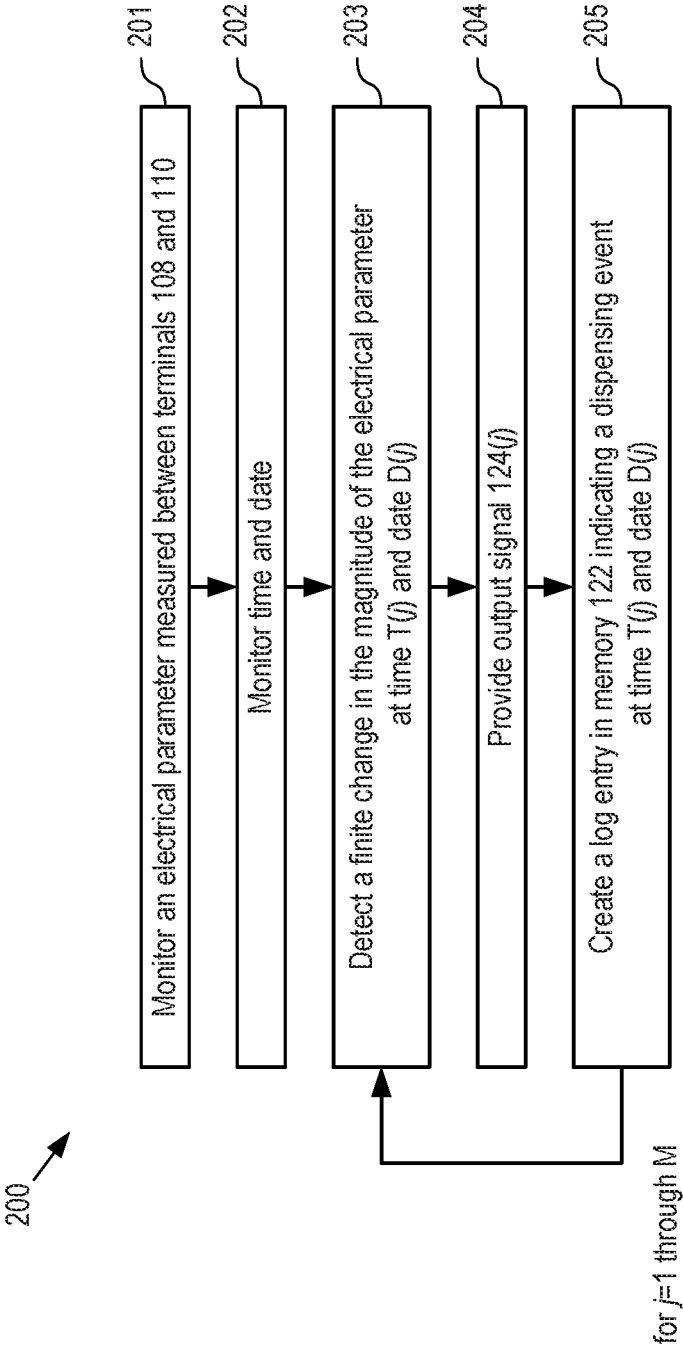 200
Monitor an electrical parameter measured between terminals 108 and 110
201
Monitor time and date
202
Detect a finite change in the magnitude of the electrical parameter
at time T(j) and date D(j)
203
Provide output signal 124(j)
204
Create a log entry in memory 122 indicating a dispensing event
at time T(j) and date D(j)
205
for j=1 through M